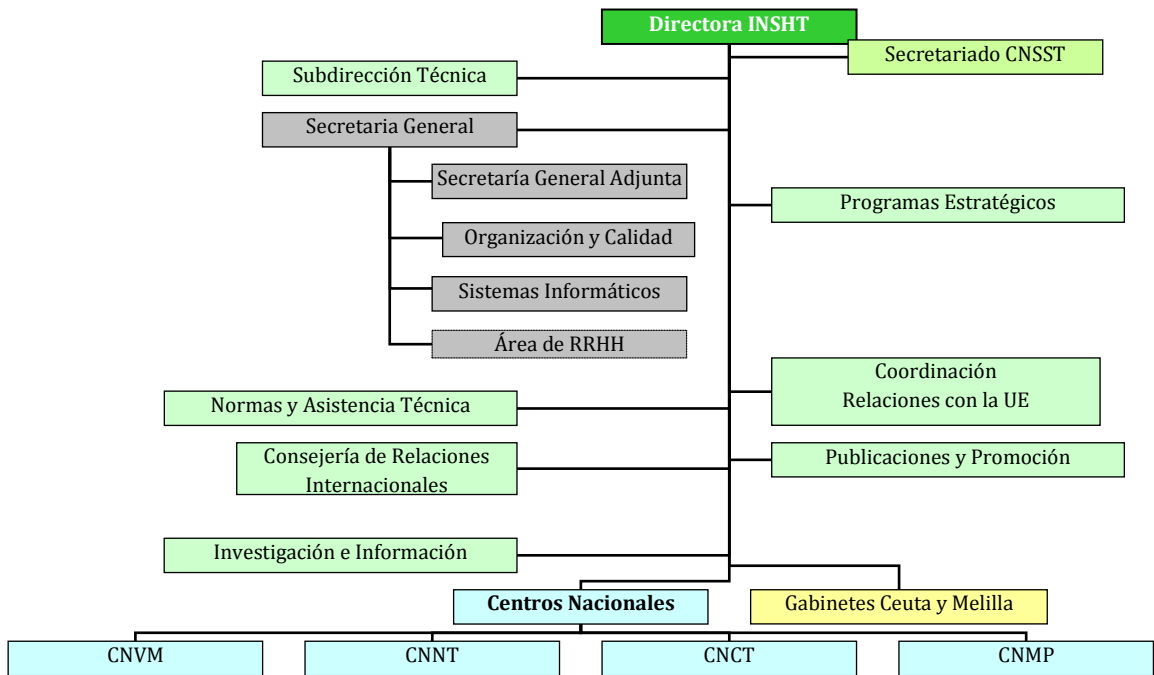 Directora INSHT
Secretariado CNSST
Subdirección Técnica
Secretaria General
Secretaría General Adjunta
Programas Estratégicos
Organización y Calidad
Sistemas Informáticos
Área de RRHH
Coordinación
Relaciones con la UE
Normas y Asistencia Técnica
Consejería de Relaciones
Internacionales
Publicaciones y Promoción
Investigación e Información
Centros Nacionales
Gabinetes Ceuta y Melilla
CNVM
CNNT
CNCT
CNMP